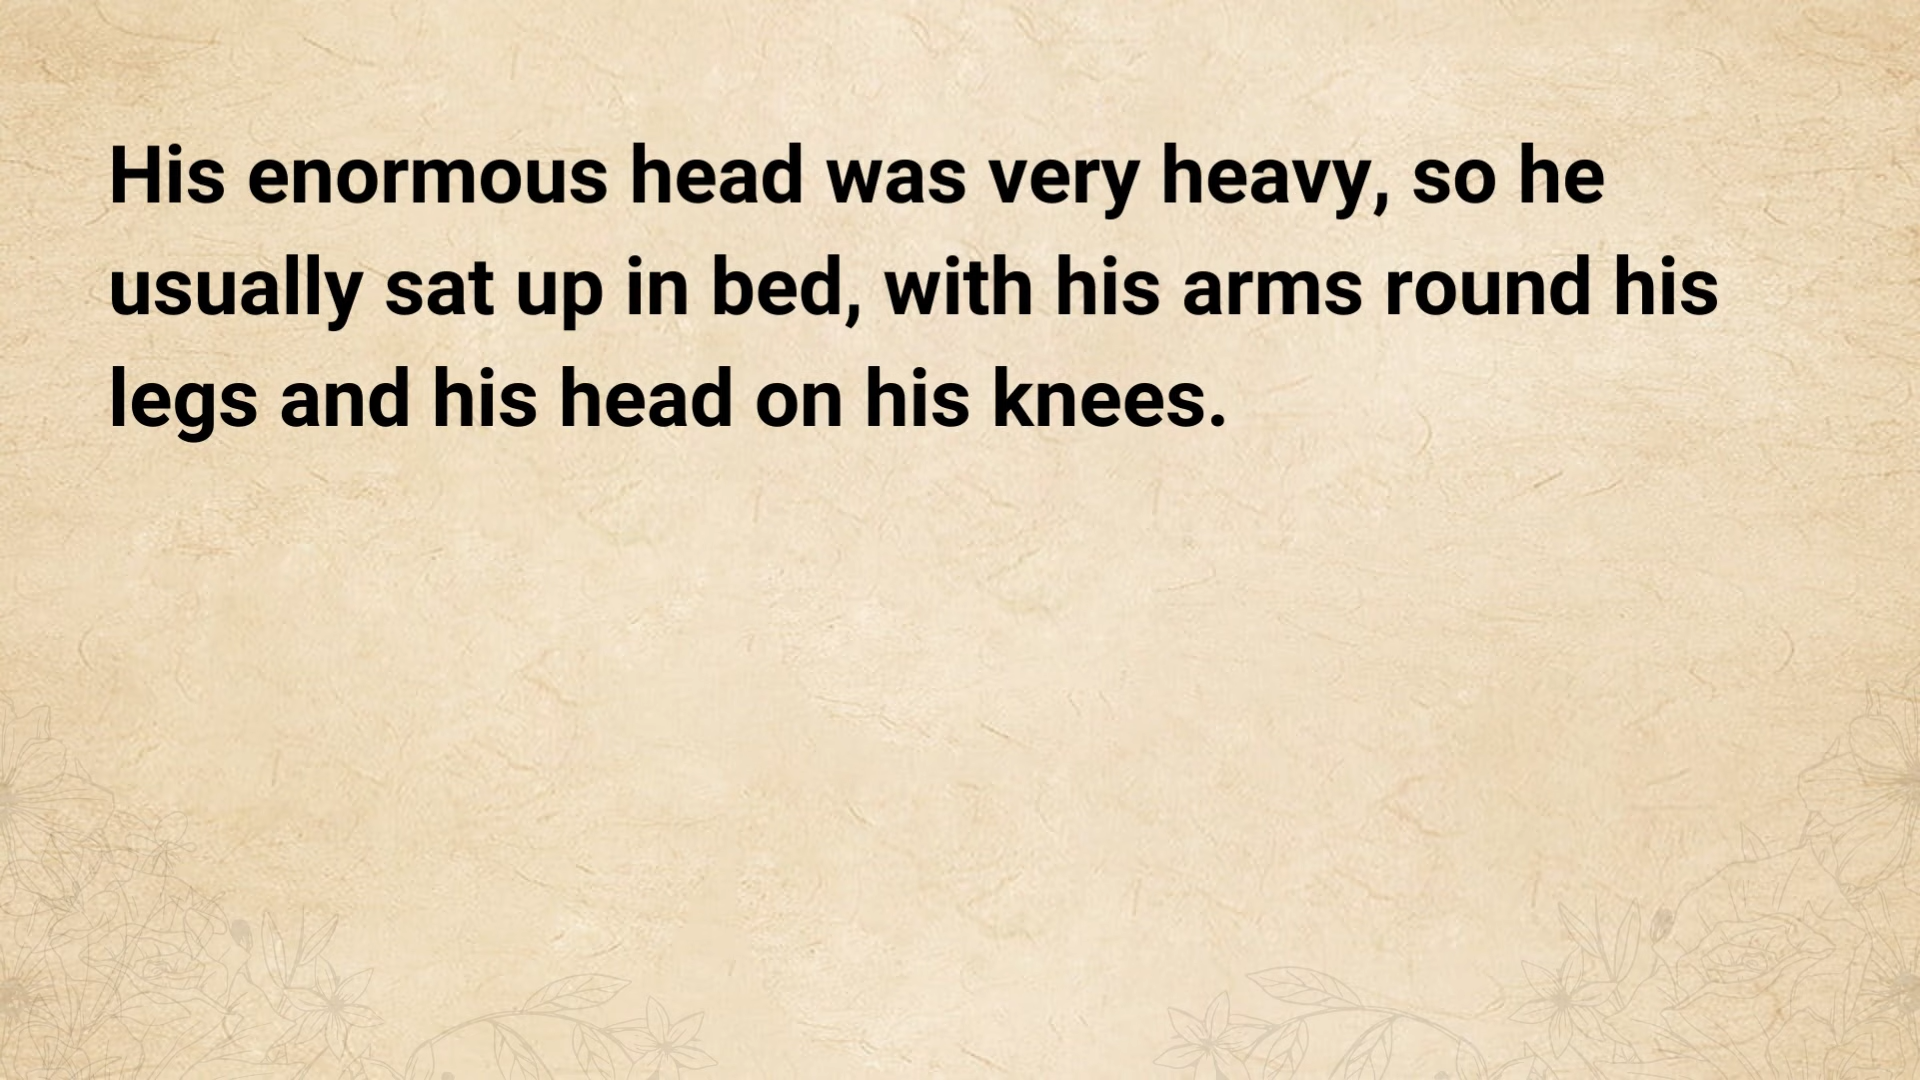 His enormous head was very heavy, so he
usually sat up in bed, with his arms round his
legs and his head on his knees.